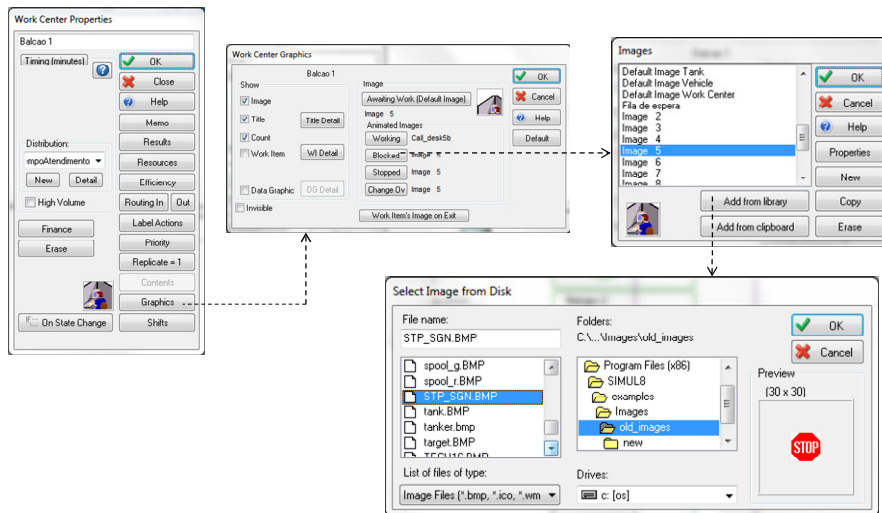 Work Center Properties
Balcao 1
Timing (minutes)
OK
Close
Help
Memo
Results
Distribution:
mpoAtendimento
Resources
New
Detail
Efficiency
High Volume
Routing In
Out
Label Actions
Finance
Priority
Erase
Replicate = 1
Contents
Graphics
On State Change
Shifts
Work Center Graphics
Balcao 1
Show
Image
Title
Title Detail
Count
Work Item
WI Detail
Data Graphic
DG Detail
Invisible
Image
Awaiting Work (Default Image)
Image 5
Animated Images
Working
Call_desk5b
Blocked
Image 5
Stopped
Image 5
Change Ov
Image 5
Work Item's Image on Exit
OK
Cancel
Help
Default
Images
Default Image Tank
Default Image Vehicle
Default Image Work Center
Fila de espera
Image 2
Image 3
Image 4
Image 5
Image 6
Image 7
Image 8
OK
Cancel
Help
Properties
New
Add from library
Copy
Add from clipboard
Erase
Select Image from Disk
File name:
STP_SGN.BMP
spool_g.BMP
spool_r.BMP
STP_SGN.BMP
tank.BMP
tanker.bmp
target.BMP
List of files of type:
Image Files (*.bmp, *.ico, *.wm
Folders:
C:\...\Images\old_images
Program Files (x86)
SIMUL8
examples
Images
old_images
new
Drives:
c: [os]
OK
Cancel
Preview
(30 x 30)
STOP